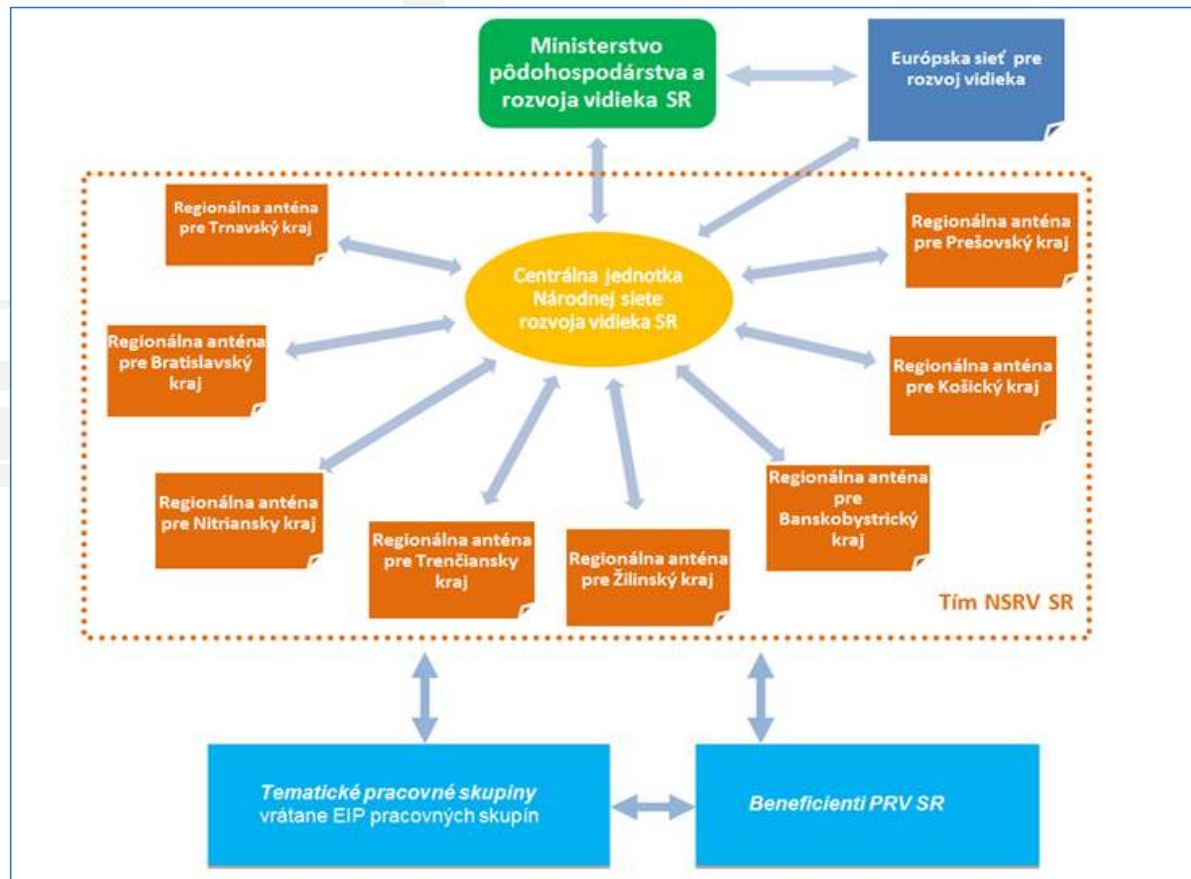 Ministerstvo
pôdohospodárstva a
rozvoja vidieka SR
Európska sieť pre
rozvoj vidieka
Regionálna anténa
pre Trnavský kraj
Regionálna anténa
pre Prešovský kraj
Centrálna jednotka
Národnej siete
rozvoja vidieka SR
Regionálna anténa
pre Bratislavský
kraj
Regionálna anténa
pre Košický kraj
Regionálna anténa
pre Nitriansky kraj
Regionálna anténa
pre Trenčiansky
kraj
Regionálna anténa
pre Žilinský kraj
Regionálna anténa
pre
Banskobystrický
kraj
Tím NSRV SR
Tematické pracovné skupiny
vrátane EIP pracovných skupín
Beneficienti PRV SR